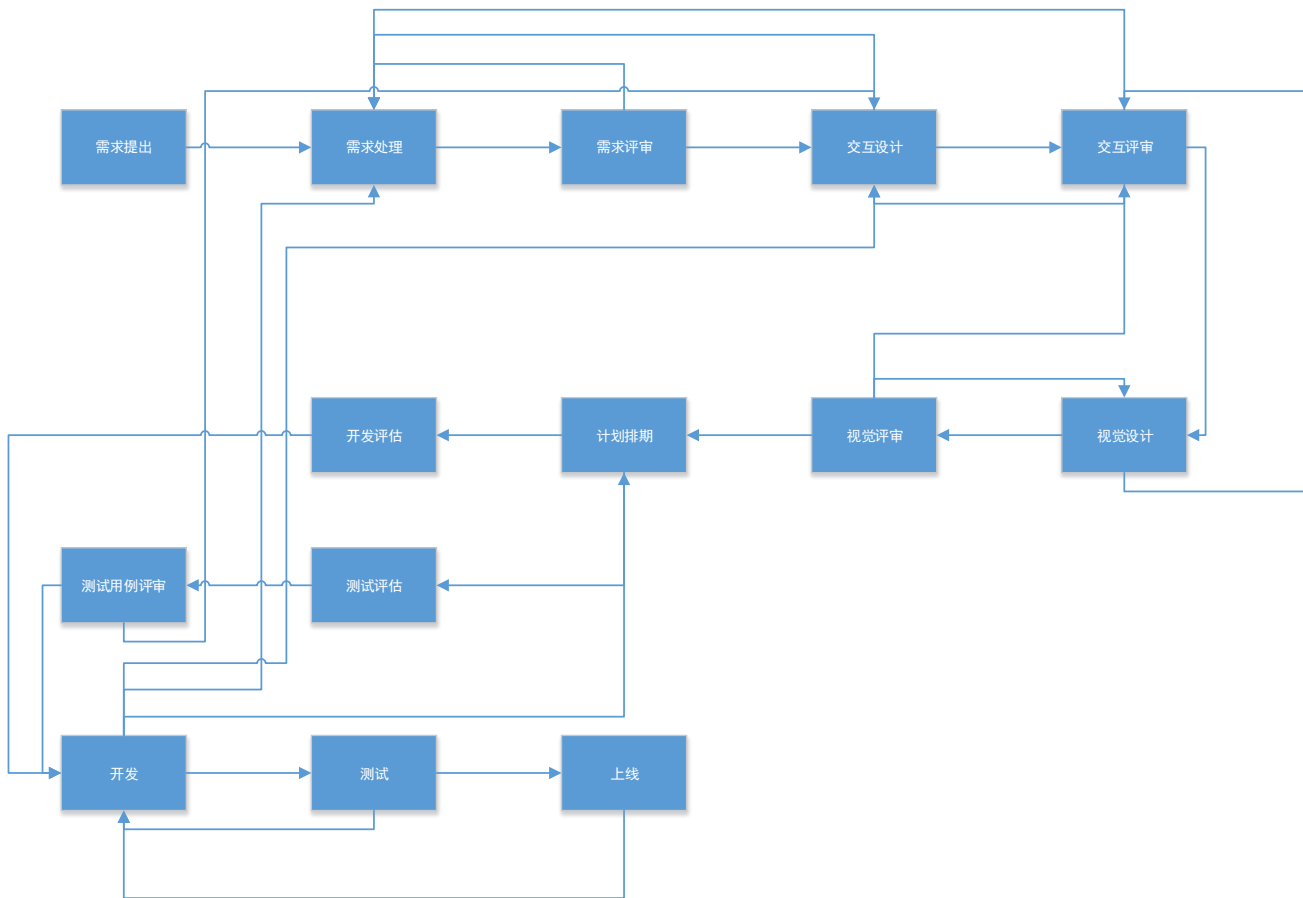 需求提出
需求处理
需求评审
交互设计
交互评审
开发评估
计划排期
视觉评审
视觉设计
测试用例评审
测试评估
开发
测试
上线